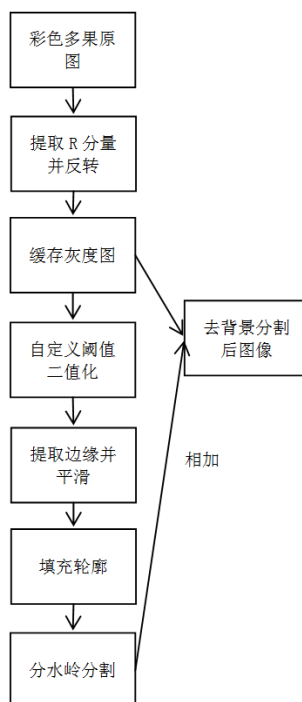 彩色多果原
图
提取 R 分量
并反转
缓存灰度图
自定义阈值
二值化
提取边缘并
平滑
填充轮廓
分水岭分割
去背景分割
后图像
相加